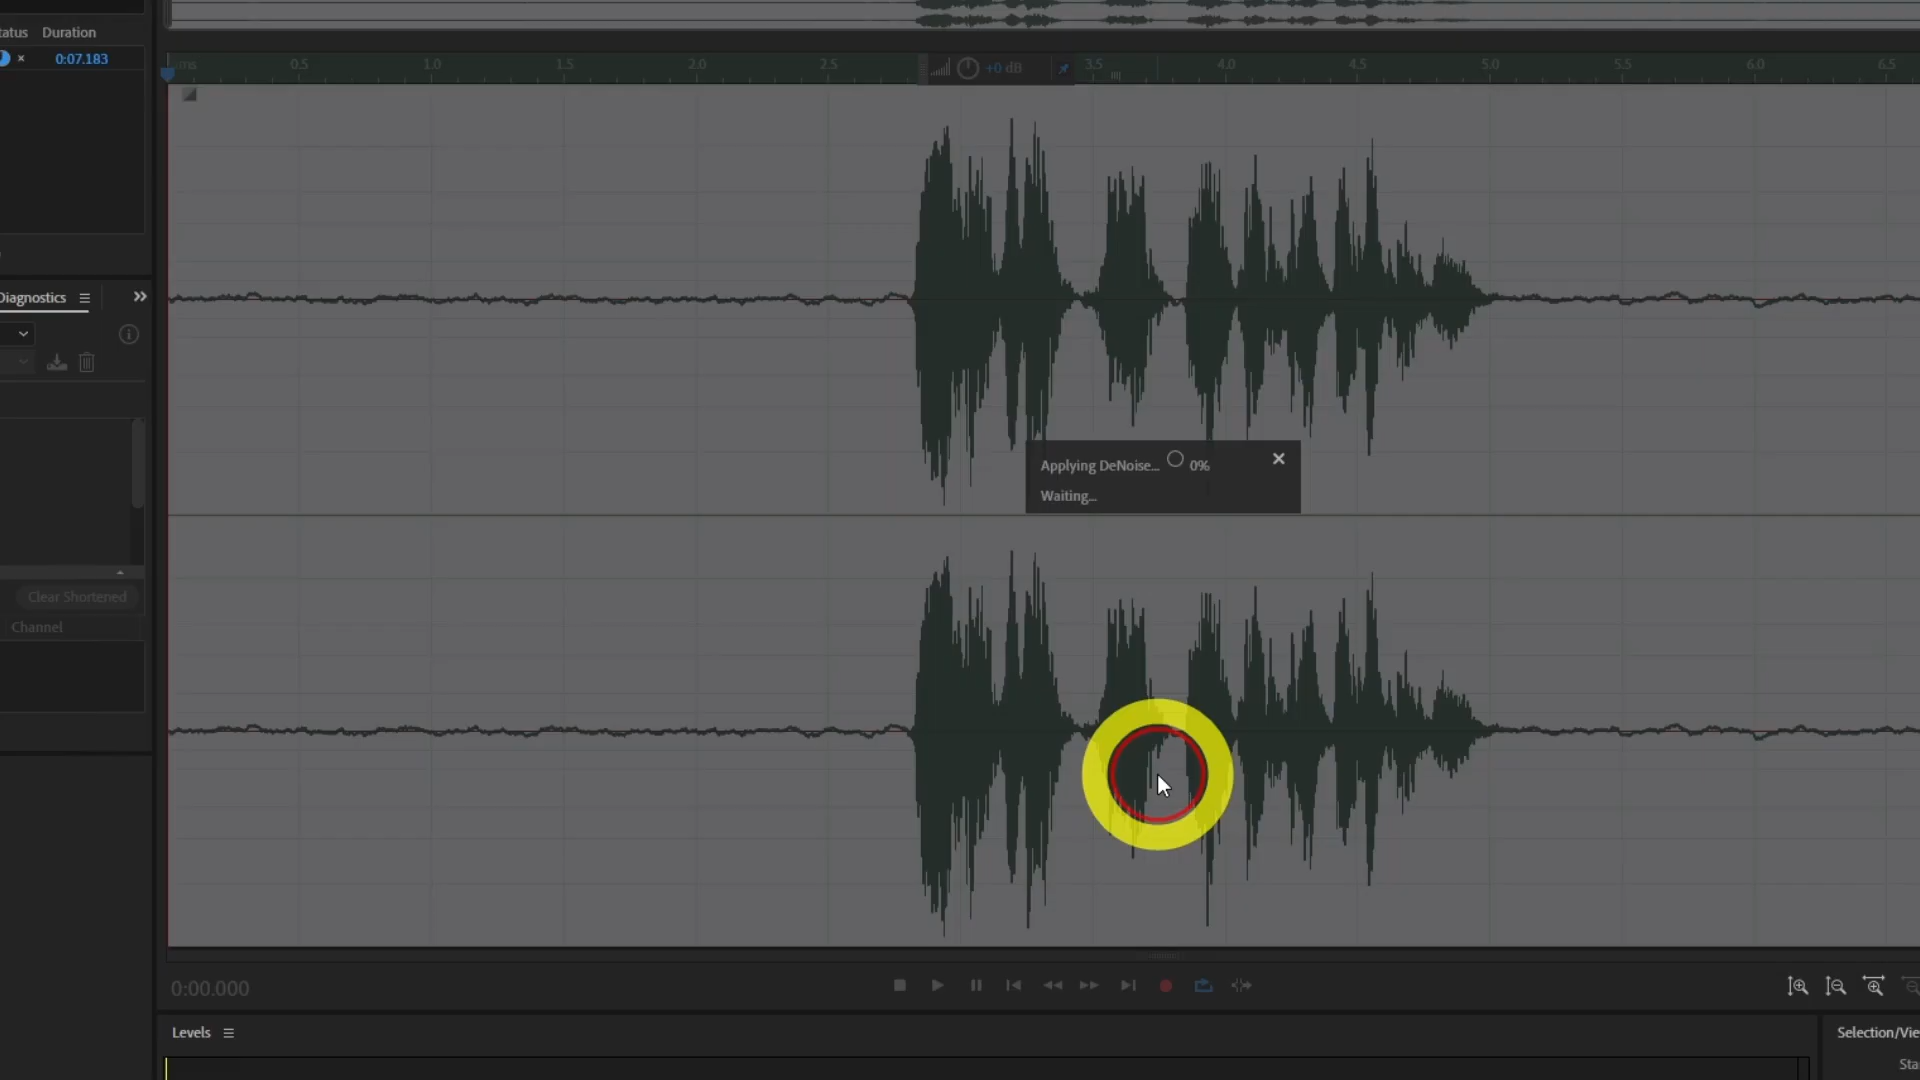 tatus Duration
0:07.183
0.5 1.0 1.5 2.0 2.5 3.5 4.0 4.5 5.0 5.5 6.0 6.5
+0 dB
Diagnostics
Applying DeNoise... 0%
Waiting...
Clear Shortened
Channel
0:00.000
Levels
Selection/Vie
Sta